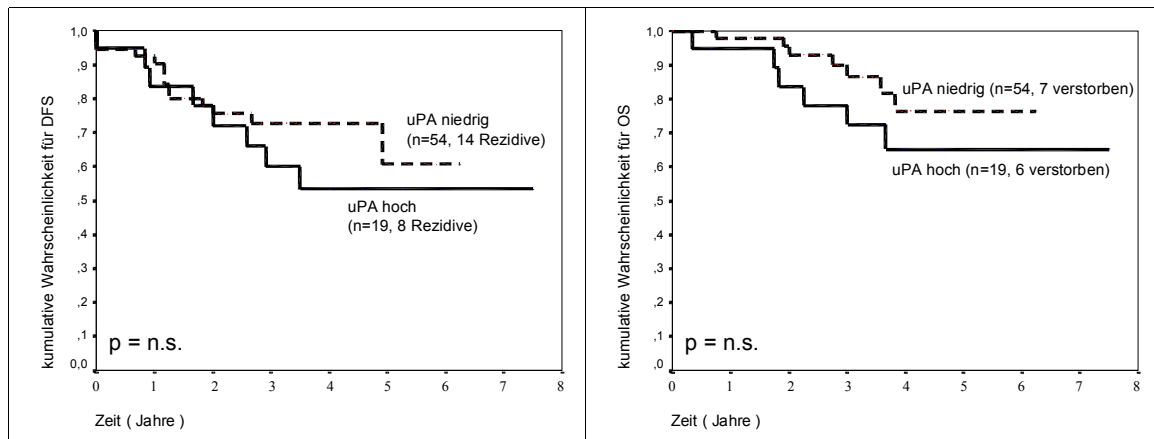 kumulative Wahrscheinlichkeit für DFS
1,0
,9
,8
,7
,6
,5
,4
,3
,2
,1
0,0
uPA niedrig
(n=54, 14 Rezidive)
uPA hoch
(n=19, 8 Rezidive)
p = n.s.
0 1 2 3 4 5 6 7 8
Zeit ( Jahre )
kumulative Wahrscheinlichkeit für OS
1,0
,9
,8
,7
,6
,5
,4
,3
,2
,1
,0
uPA niedrig (n=54, 7 verstorben)
uPA hoch (n=19, 6 verstorben)
p = n.s.
0 1 2 3 4 5 6 7 8
Zeit ( Jahre )